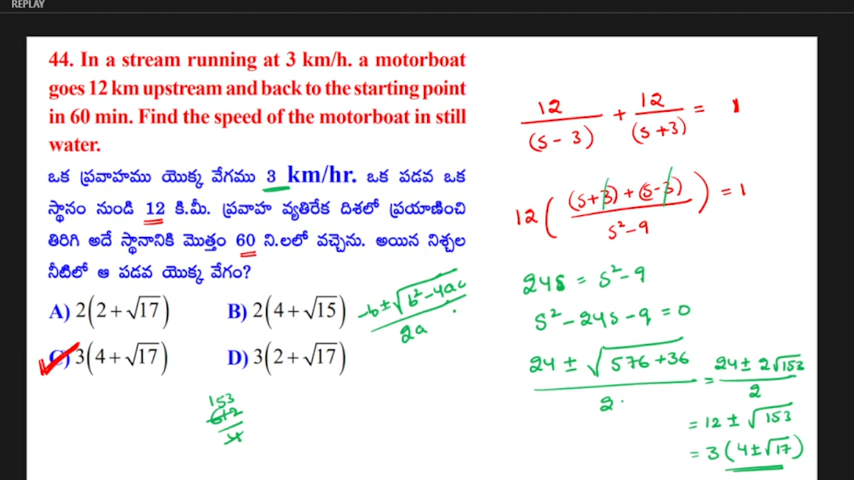 REPLAY
44. In a stream running at 3 km/h. a motorboat
goes 12 km upstream and back to the starting point
in 60 min. Find the speed of the motorboat in still
water.
ఒక ప్రవాహము యొక్క వేగము 3 km/hr. ఒక పడవ ఒక
స్థానం నుండి 12 కి.మీ. ప్రవాహ వ్యతిరేక దిశలో ప్రయాణించి
తిరిగి అదే స్థానానికి మొత్తం 60 ని.లలో వచ్చెను. అయిన నిశ్చల
నీటిలో ఆ పడవ యొక్క వేగం?
A) 2(2+√17) B) 2(4+√15)
C) 3(4+√17) D) 3(2+√17)
-b±√b²-4ac
2a
153
612
4
12/(s-3) + 12/(s+3) = 1
12((s+3)+(s-3)/s²-9) = 1
24s = s²-9
s²-24s-9=0
24±√576+36/2 = 24±2√153/2
= 12±√153
= 3(4±√17)